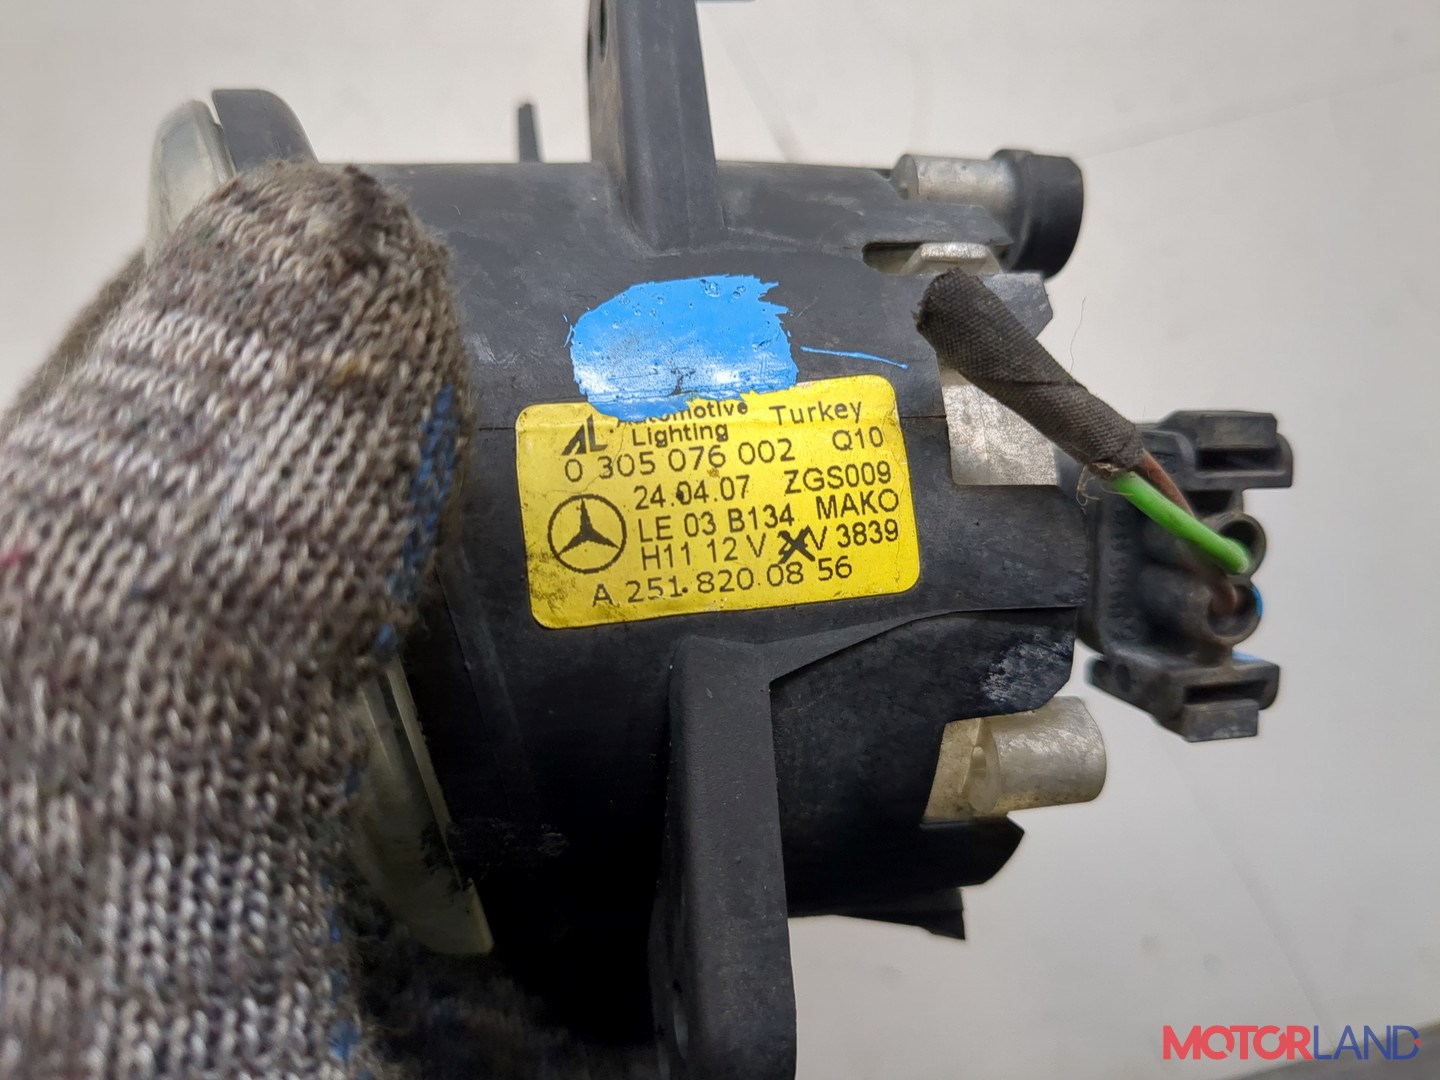 AL Automotive Lighting Turkey
0 305 076 002 Q10
24.04.07 ZGS009
LE 03 B134 MAKO
H11 12 V V 3839
A 251.820.08 56
MOTORLAND